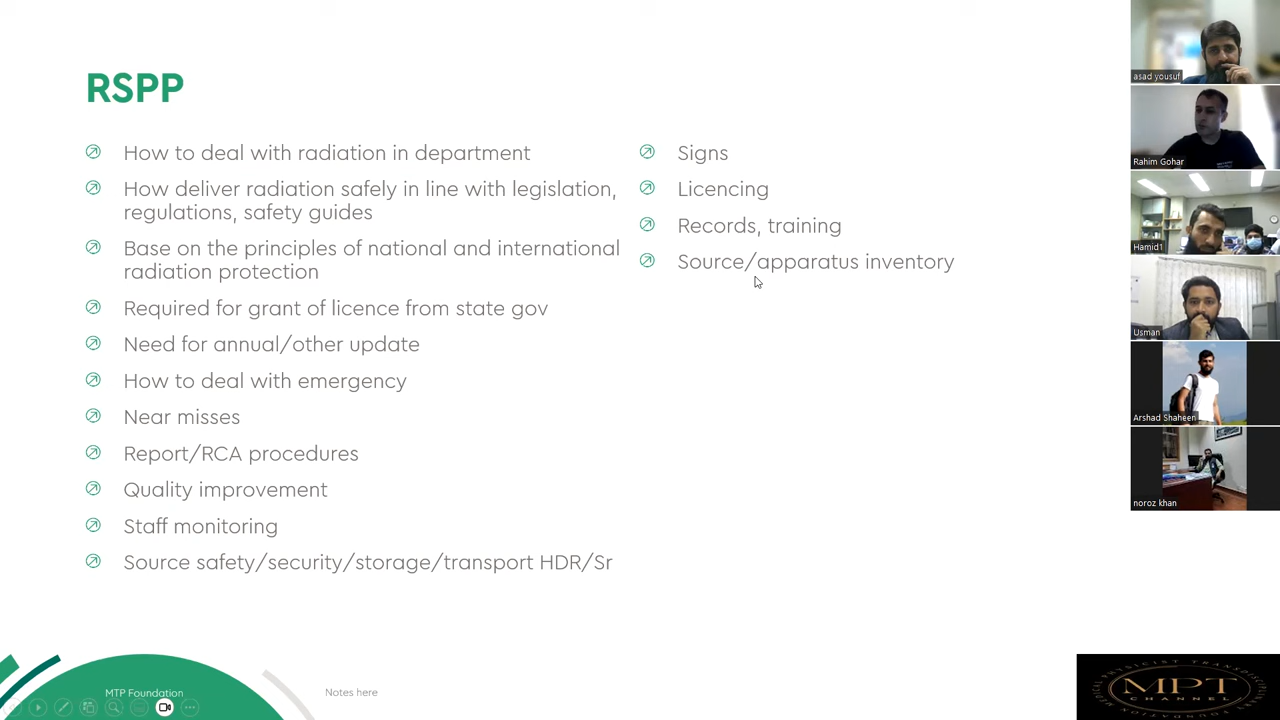 RSPP
How to deal with radiation in department
How deliver radiation safely in line with legislation,
regulations, safety guides
Base on the principles of national and international
radiation protection
Required for grant of licence from state gov
Need for annual/other update
How to deal with emergency
Near misses
Report/RCA procedures
Quality improvement
Staff monitoring
Source safety/security/storage/transport HDR/Sr
Signs
Licencing
Records, training
Source/apparatus inventory
asad yousuf
Rahim Gohar
Hamid1
Usman
Arshad Shaheen
noroz khan
MTP Foundation
Notes here
MEDICAL PHYSICIST TRANSDISCIPLINARY
MPT
CHANNEL
FOUNDATION